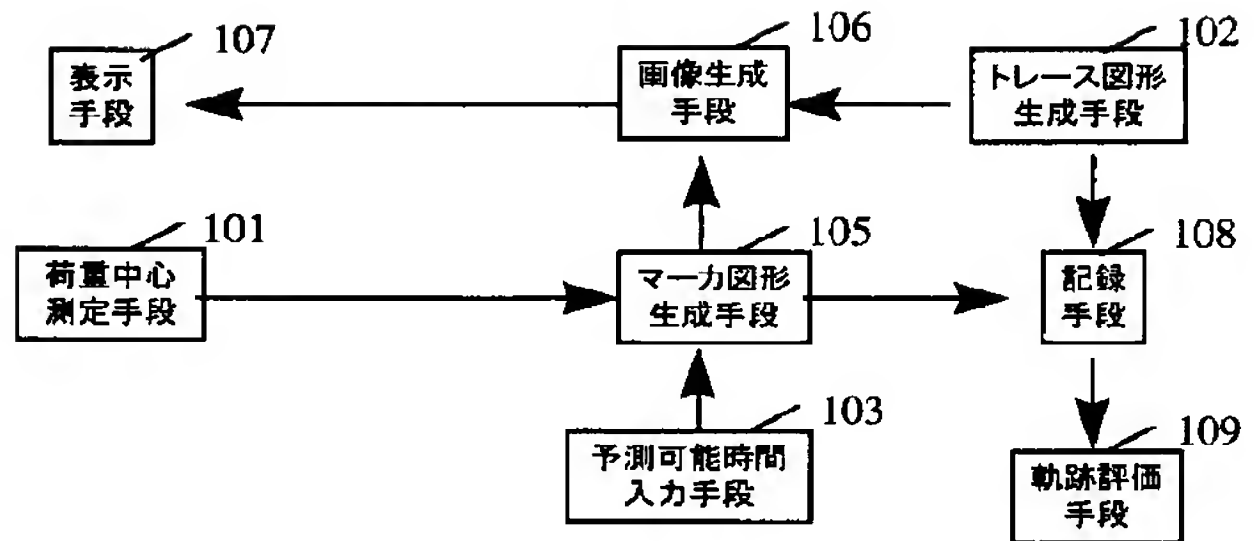 107
表示
手段
106
画像生成
手段
102
トレース図形
生成手段
101
荷重中心
測定手段
105
マーカ図形
生成手段
108
記録
手段
103
予測可能時間
入力手段
109
軌跡評価
手段